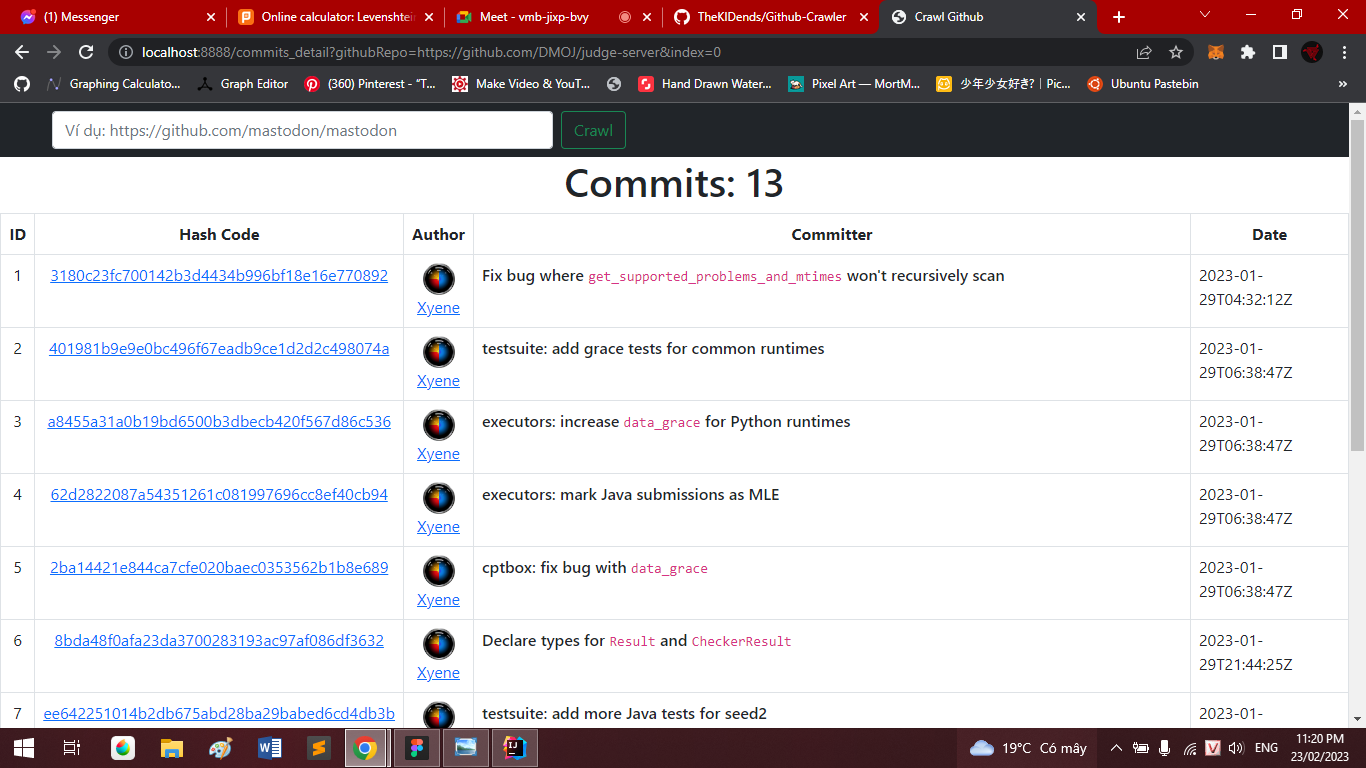 (1) Messenger
Online calculator: Levenshtei
Meet - vmb-jixp-bvy
TheKIDends/Github-Crawler
Crawl Github
localhost:8888/commits_detail?githubRepo=https://github.com/DMOJ/judge-server&index=0
Graphing Calculato...
Graph Editor
(360) Pinterest - "T...
Make Video & YouT...
Hand Drawn Water...
Pixel Art — MortM...
少年少女好き? | Pic...
Ubuntu Pastebin
»
Ví dụ: https://github.com/mastodon/mastodon
Crawl
Commits: 13
ID Hash Code Author Committer Date
1 3180c23fc700142b3d4434b996bf18e16e770892 Xyene Fix bug where get_supported_problems_and_mtimes won't recursively scan 2023-01-
29T04:32:12Z
2 401981b9e9e0bc496f67eadb9ce1d2d2c498074a Xyene testsuite: add grace tests for common runtimes 2023-01-
29T06:38:47Z
3 a8455a31a0b19bd6500b3dbecb420f567d86c536 Xyene executors: increase data_grace for Python runtimes 2023-01-
29T06:38:47Z
4 62d2822087a54351261c081997696cc8ef40cb94 Xyene executors: mark Java submissions as MLE 2023-01-
29T06:38:47Z
5 2ba14421e844ca7cfe020baec0353562b1b8e689 Xyene cptbox: fix bug with data_grace 2023-01-
29T06:38:47Z
6 8bda48f0afa23da3700283193ac97af086df3632 Xyene Declare types for Result and CheckerResult 2023-01-
29T21:44:25Z
7 ee642251014b2db675abd28ba29babed6cd4db3b testsuite: add more Java tests for seed2 2023-01-
19°C Có mây
ENG
11:20 PM
23/02/2023